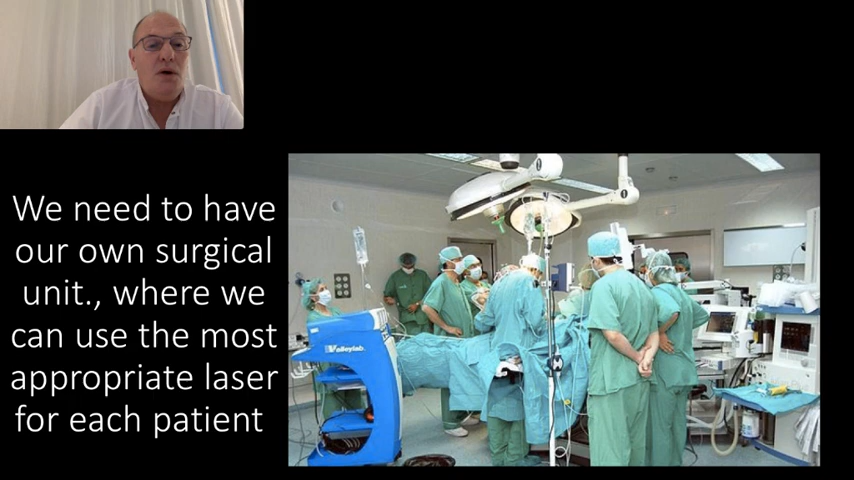 We need to have
our own surgical
unit., where we
can use the most
appropriate laser
for each patient
Valleylab